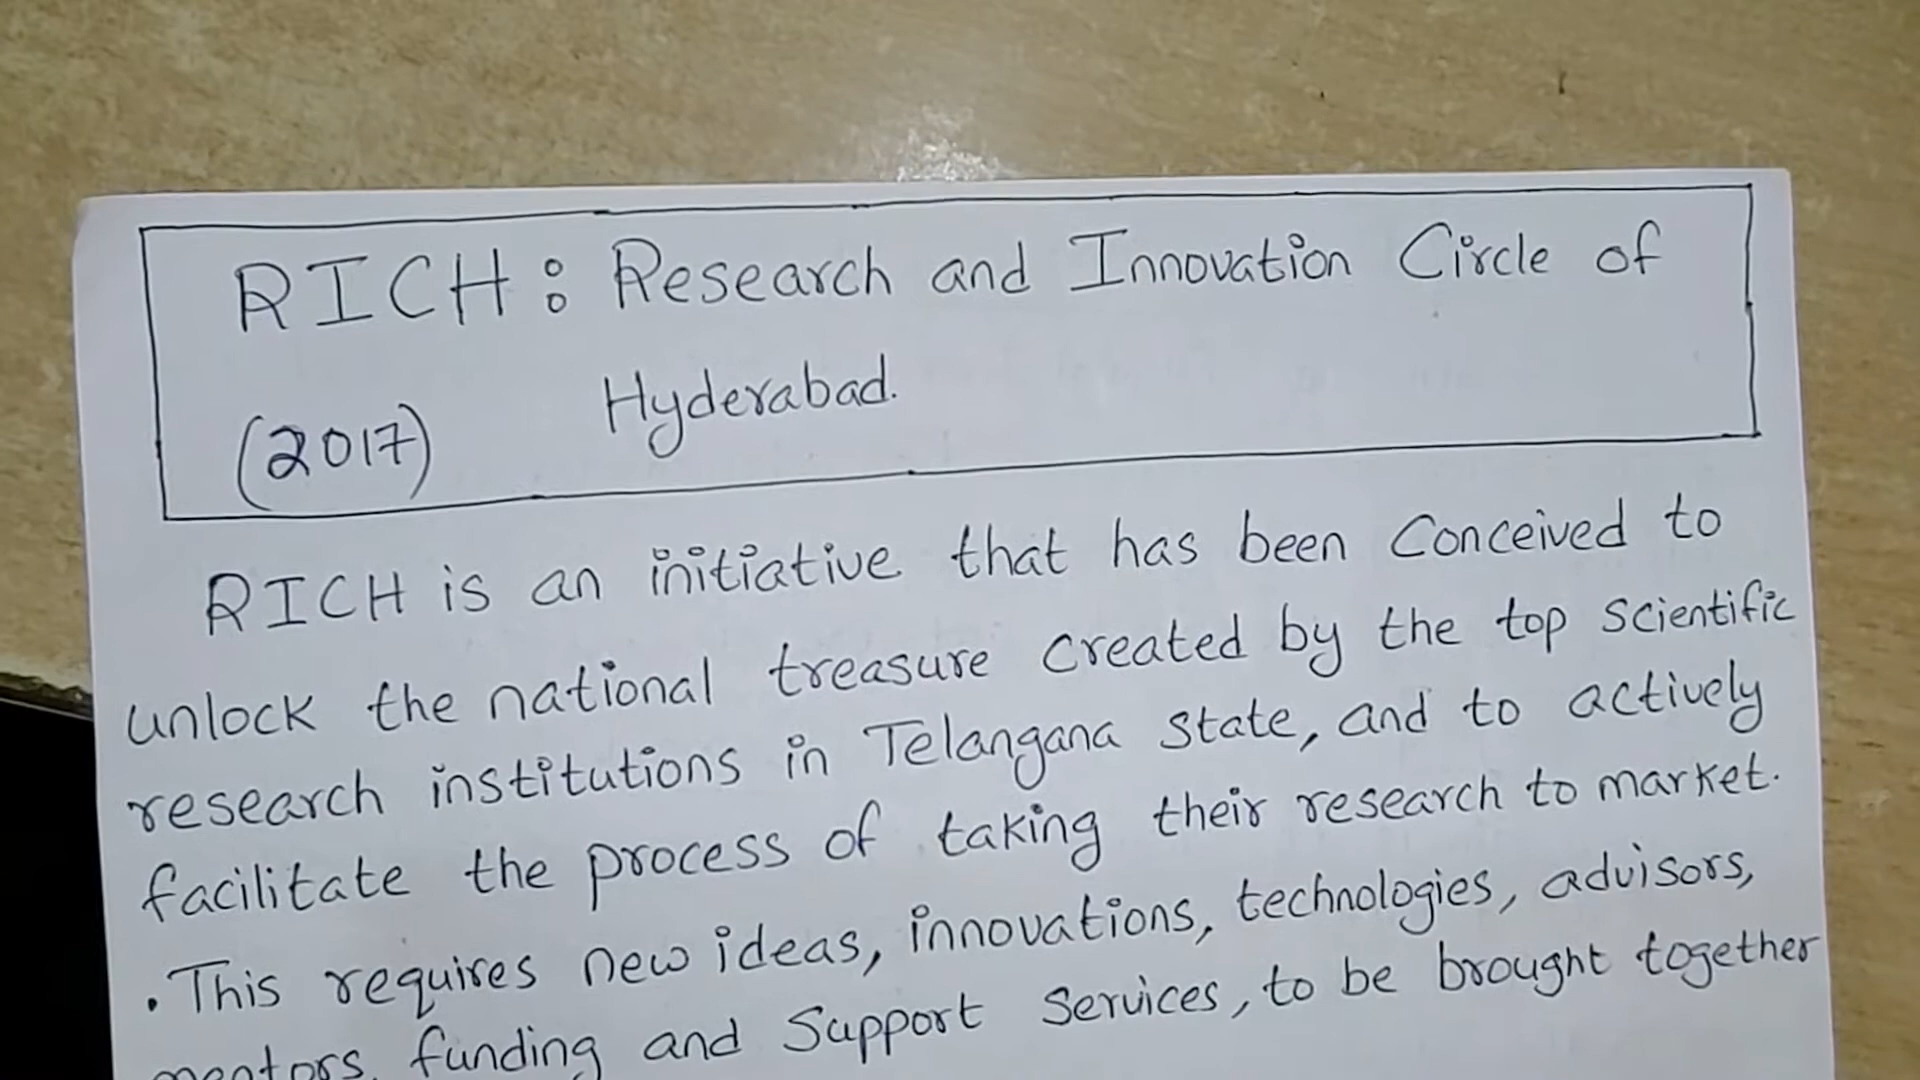 RICH: Research and Innovation Circle of
(2017) Hyderabad.
RICH is an initiative that has been Conceived to
unlock the national treasure created by the top scientific
research institutions in Telangana state, and to actively
facilitate the process of taking their research to market.
• This requires new ideas, innovations, technologies, advisors,
mentors, funding and Support Services, to be brought together